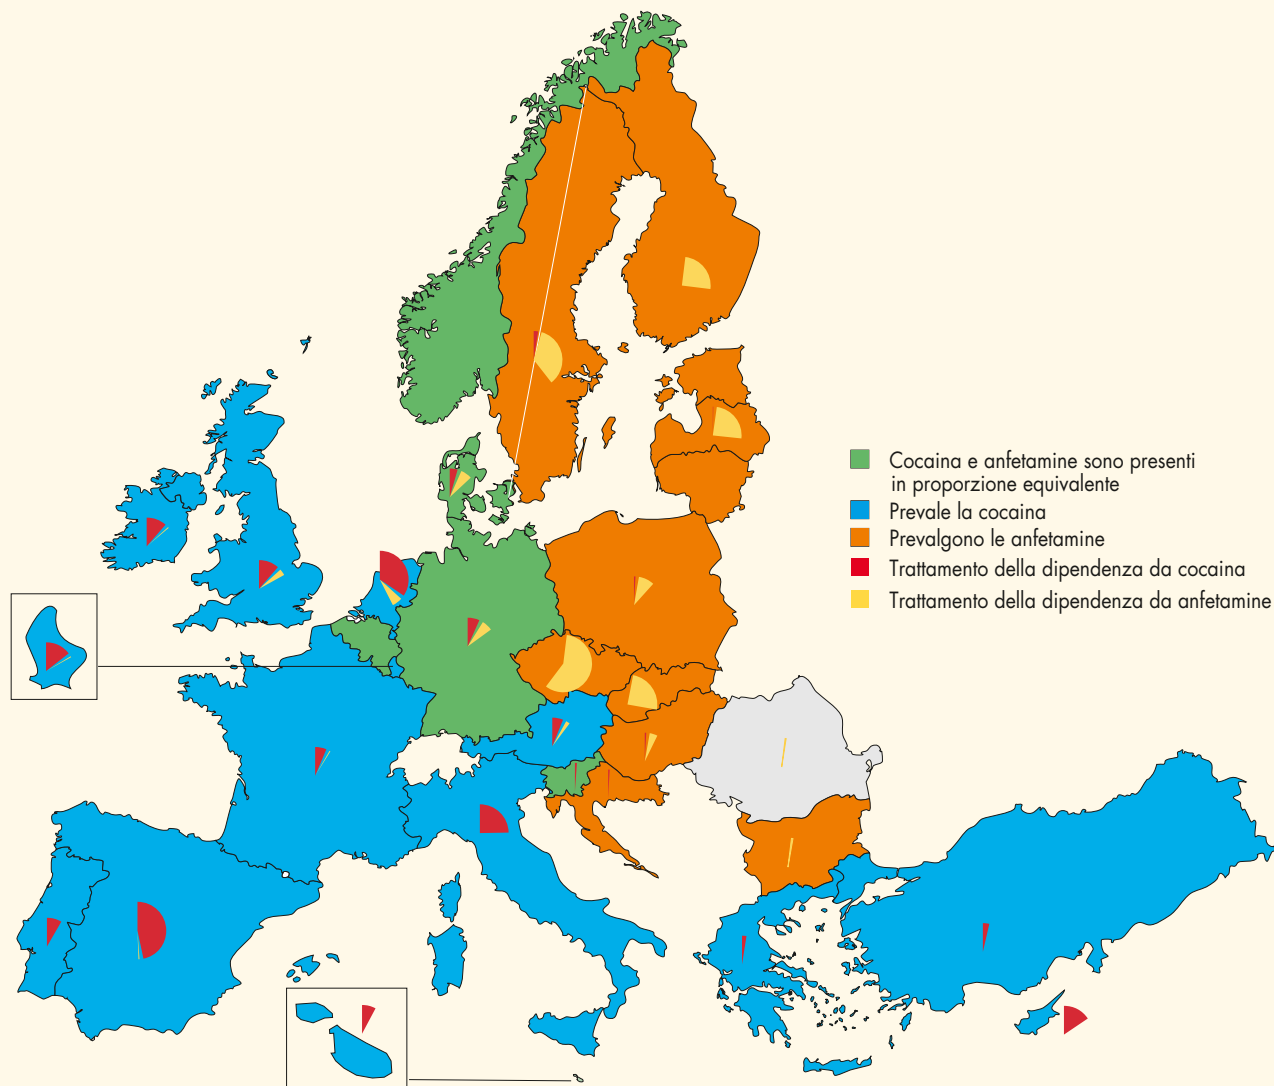 Cocaina e anfetamine sono presenti
in proporzione equivalente
Prevale la cocaina
Prevalgono le anfetamine
Trattamento della dipendenza da cocaina
Trattamento della dipendenza da anfetamine